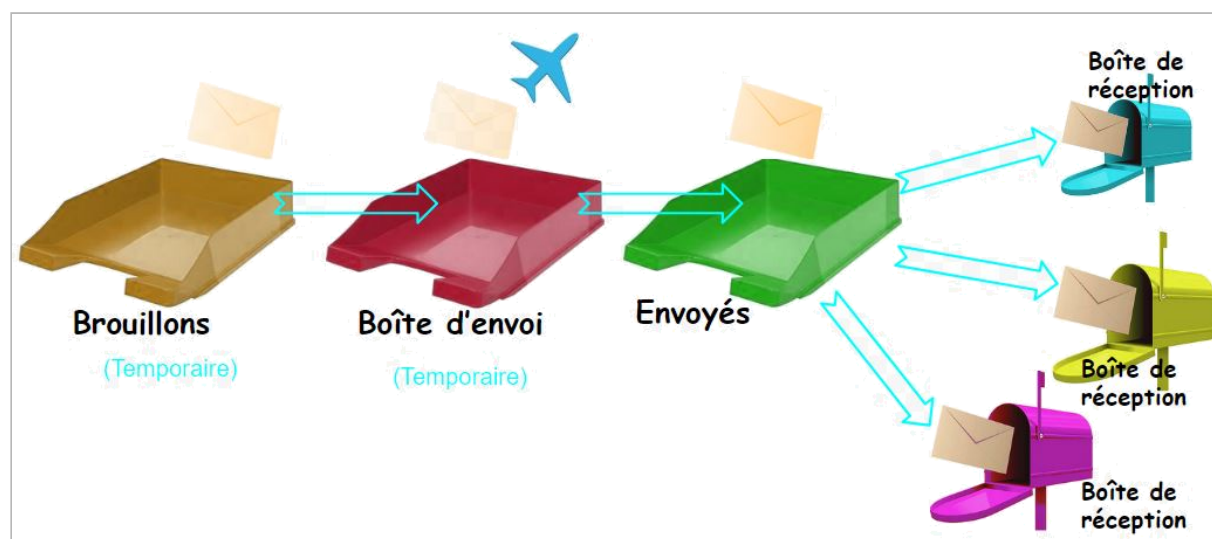 Brouillons
(Temporaire)
Boîte d'envoi
(Temporaire)
Envoyés
Boîte de
réception
Boîte de
réception
Boîte de
réception